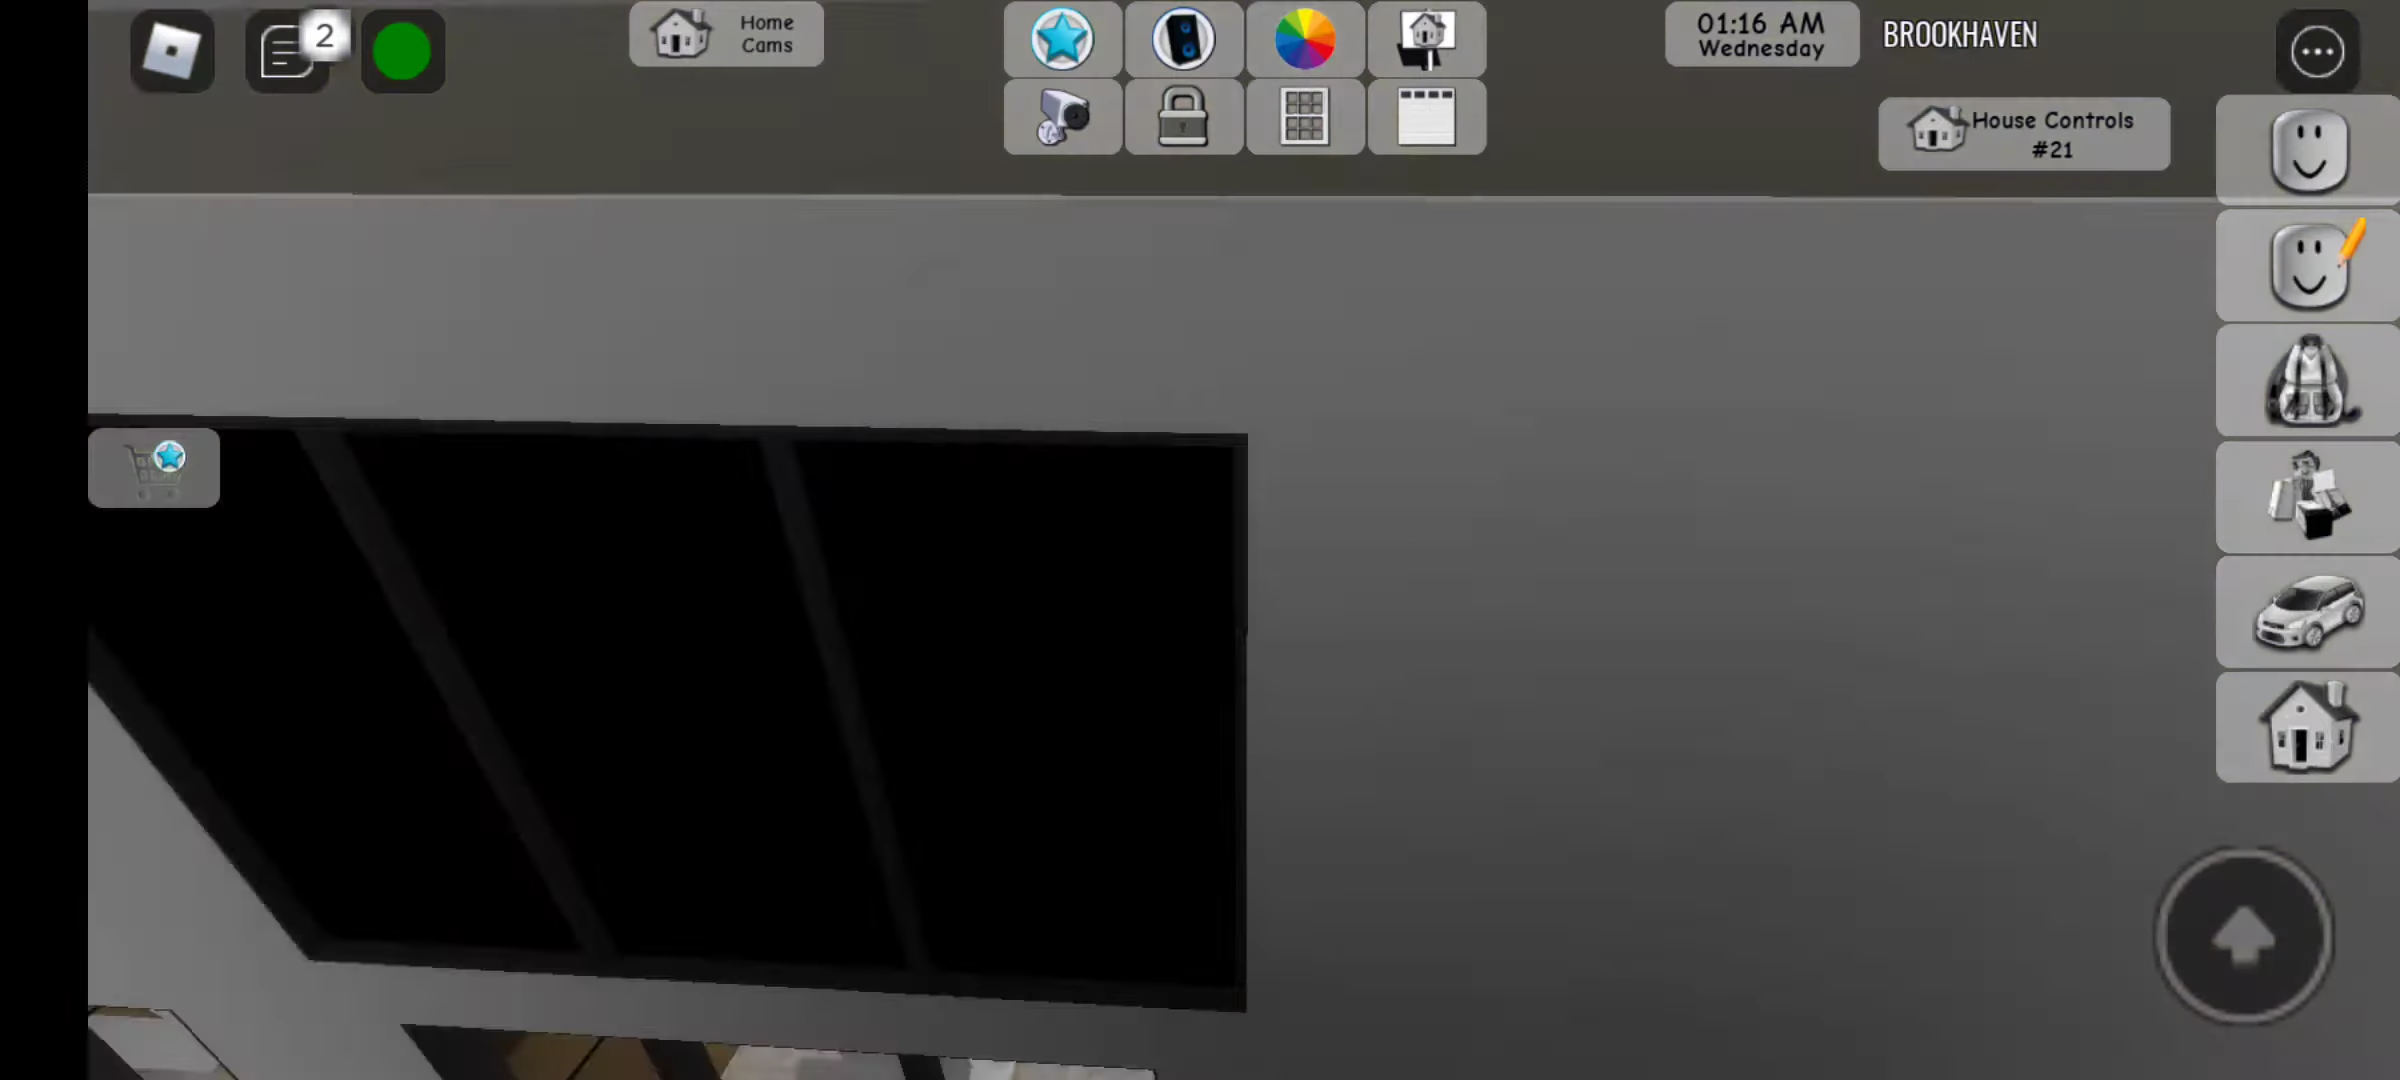 2
Home
Cams
01:16 AM
Wednesday
BROOKHAVEN
House Controls
#21